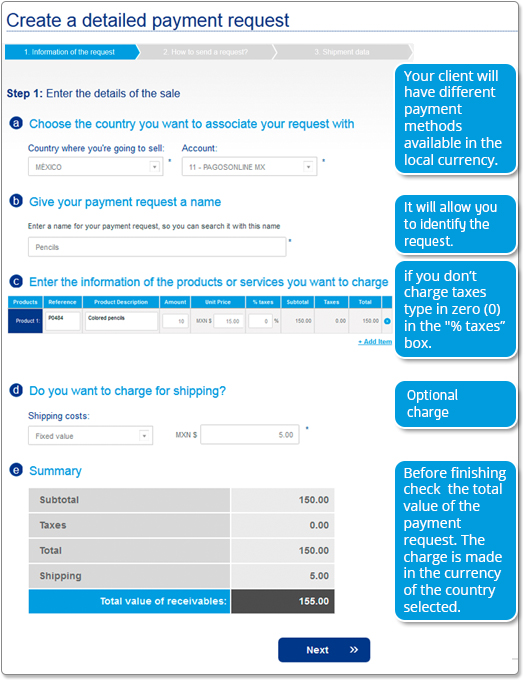 Create a detailed payment request
1. Information of the request
2. How to send a request?
3. Shipment data
Step 1: Enter the details of the sale
Your client will
have different
payment
methods
available in the
local currency.
a Choose the country you want to associate your request with
Country where you're going to sell: Account:
MÉXICO * 11 - PAGOSONLINE MX *
b Give your payment request a name
Enter a name for your payment request, so you can search it with this name
Pencils *
It will allow you
to identify the
request.
c Enter the information of the products or services you want to charge
Products Reference Product Description Amount Unit Price % taxes Subtotal Taxes Total
Product 1: P0484 Colored pencils 10 MXN $ 15.00 0 % 150.00 0.00 150.00
+ Add Item
if you don't
charge taxes
type in zero (0)
in the "% taxes”
box.
d Do you want to charge for shipping?
Shipping costs:
Fixed value MXN $ 5.00 *
Optional
charge
e Summary
Subtotal 150.00
Taxes 0.00
Total 150.00
Shipping 5.00
Total value of receivables: 155.00
Before finishing
check the total
value of the
payment
request. The
charge is made
in the currency
of the country
selected.
Next »